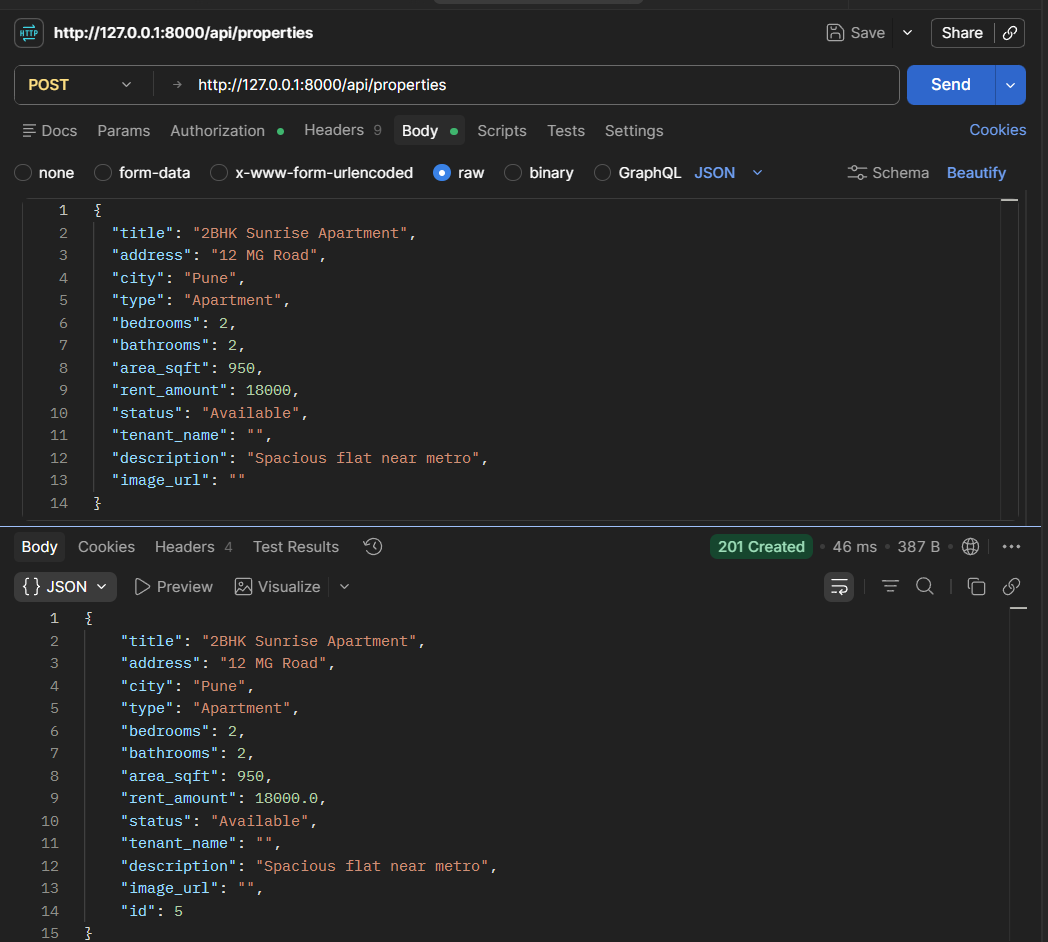 HTTP http://127.0.0.1:8000/api/properties Save Share
POST http://127.0.0.1:8000/api/properties Send
Docs Params Authorization Headers 9 Body Scripts Tests Settings Cookies
none form-data x-www-form-urlencoded raw binary GraphQL JSON Schema Beautify
1 {
2 "title": "2BHK Sunrise Apartment",
3 "address": "12 MG Road",
4 "city": "Pune",
5 "type": "Apartment",
6 "bedrooms": 2,
7 "bathrooms": 2,
8 "area_sqft": 950,
9 "rent_amount": 18000,
10 "status": "Available",
11 "tenant_name": "",
12 "description": "Spacious flat near metro",
13 "image_url": ""
14 }
Body Cookies Headers 4 Test Results 201 Created 46 ms 387 B
{} JSON Preview Visualize
1 {
2 "title": "2BHK Sunrise Apartment",
3 "address": "12 MG Road",
4 "city": "Pune",
5 "type": "Apartment",
6 "bedrooms": 2,
7 "bathrooms": 2,
8 "area_sqft": 950,
9 "rent_amount": 18000.0,
10 "status": "Available",
11 "tenant_name": "",
12 "description": "Spacious flat near metro",
13 "image_url": "",
14 "id": 5
15 }